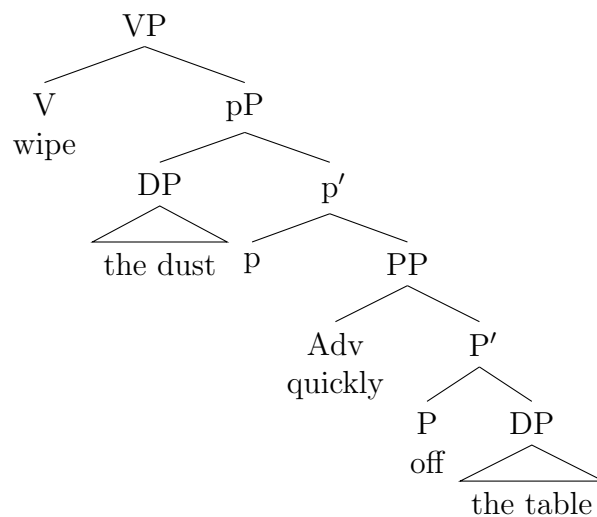 VP
V pP
wipe
DP p′
the dust p PP
Adv P′
quickly
P DP
off
the table